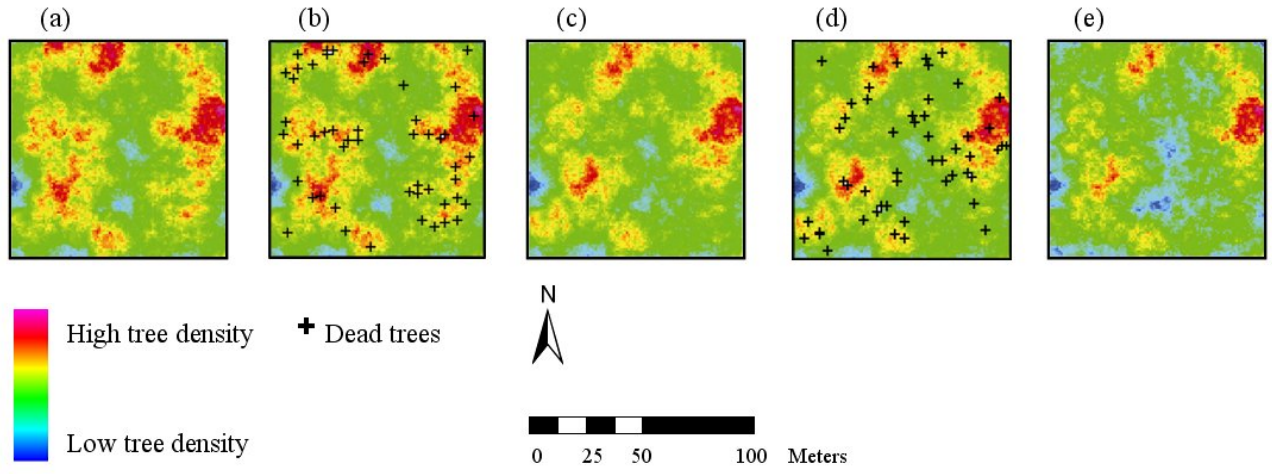 (a) (b) (c) (d) (e)
High tree density
Dead trees
Low tree density
N
0 25 50 100 Meters